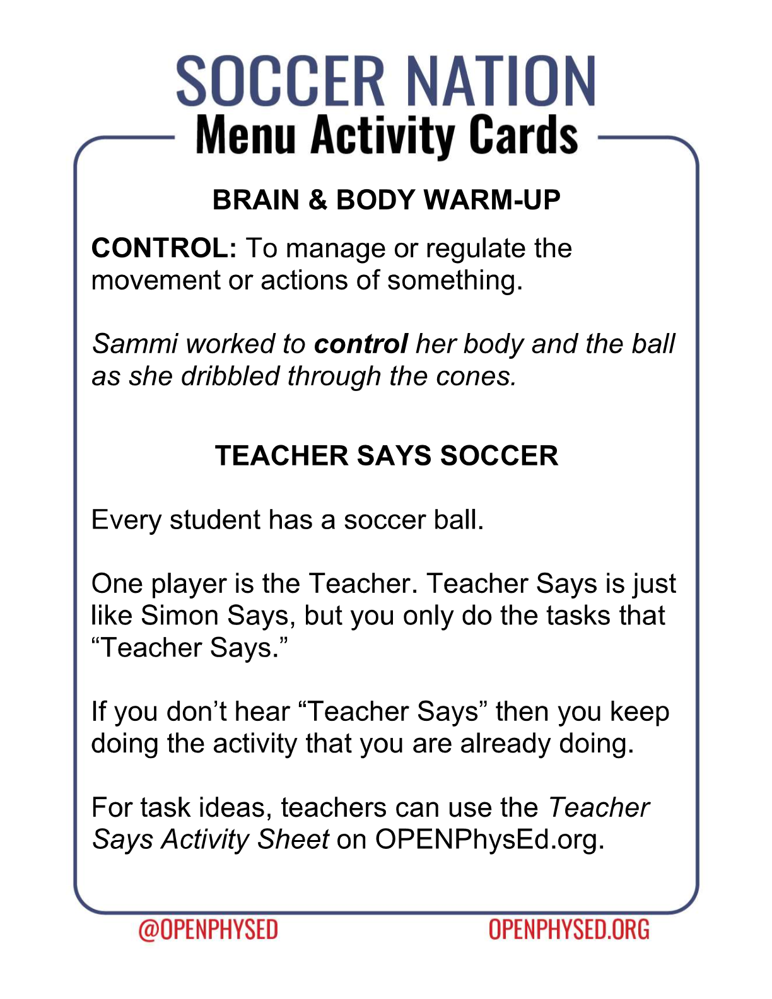 SOCCER NATION
Menu Activity Cards
BRAIN & BODY WARM-UP
CONTROL: To manage or regulate the
movement or actions of something.
Sammi worked to control her body and the ball
as she dribbled through the cones.
TEACHER SAYS SOCCER
Every student has a soccer ball.
One player is the Teacher. Teacher Says is just
like Simon Says, but you only do the tasks that
“Teacher Says.”
If you don’t hear “Teacher Says” then you keep
doing the activity that you are already doing.
For task ideas, teachers can use the Teacher
Says Activity Sheet on OPENPhysEd.org.
@OPENPHYSED
OPENPHYSED.ORG